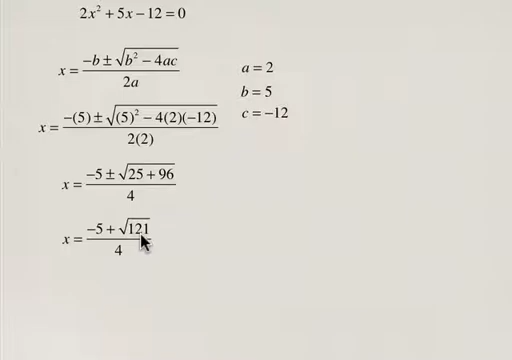 2x² + 5x − 12 = 0
x = (−b ± √(b² − 4ac)) / 2a
a = 2
b = 5
c = −12
x = (−(5) ± √((5)² − 4(2)(−12))) / 2(2)
x = (−5 ± √(25 + 96)) / 4
x = (−5 + √121) / 4